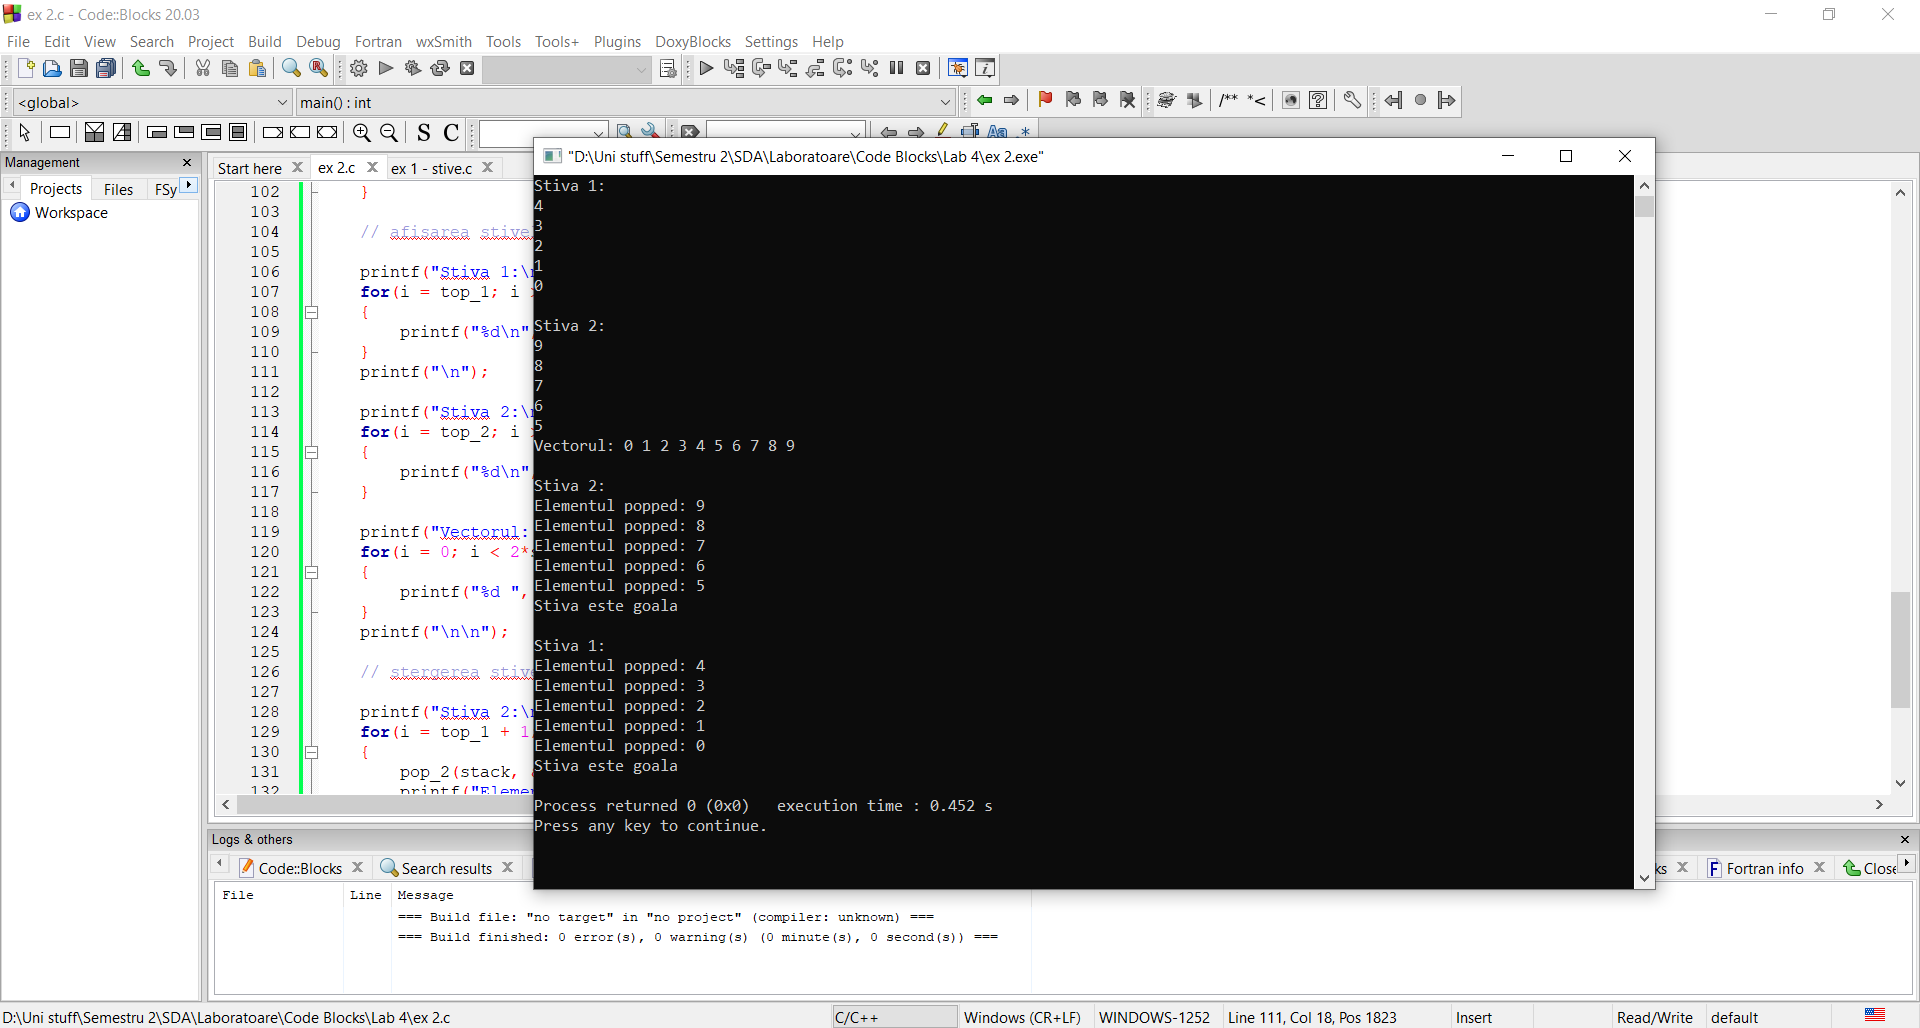 ex 2.c - Code::Blocks 20.03
File Edit View Search Project Build Debug Fortran wxSmith Tools Tools+ Plugins DoxyBlocks Settings Help
<global> main() : int
/** *<
S C
Management
Projects Files FSy
Workspace
Start here ex 2.c ex 1 - stive.c
102 }
103
104 // afisarea stive
105
106 printf("Stiva 1:\
107 for(i = top_1; i
108 {
109 printf("%d\n"
110 }
111 printf("\n");
112
113 printf("Stiva 2:\
114 for(i = top_2; i
115 {
116 printf("%d\n"
117 }
118
119 printf("Vectorul:
120 for(i = 0; i < 2*
121 {
122 printf("%d ",
123 }
124 printf("\n\n");
125
126 // stergerea stiv
127
128 printf("Stiva 2:\
129 for(i = top_1 + 1
130 {
131 pop_2(stack,
132 printf("Eleme
"D:\Uni stuff\Semestru 2\SDA\Laboratoare\Code Blocks\Lab 4\ex 2.exe"
Stiva 1:
4
3
2
1
0
Stiva 2:
9
8
7
6
5
Vectorul: 0 1 2 3 4 5 6 7 8 9
Stiva 2:
Elementul popped: 9
Elementul popped: 8
Elementul popped: 7
Elementul popped: 6
Elementul popped: 5
Stiva este goala
Stiva 1:
Elementul popped: 4
Elementul popped: 3
Elementul popped: 2
Elementul popped: 1
Elementul popped: 0
Stiva este goala
Process returned 0 (0x0) execution time : 0.452 s
Press any key to continue.
Logs & others
Code::Blocks Search results ks Fortran info Close
File Line Message
=== Build file: "no target" in "no project" (compiler: unknown) ===
=== Build finished: 0 error(s), 0 warning(s) (0 minute(s), 0 second(s)) ===
D:\Uni stuff\Semestru 2\SDA\Laboratoare\Code Blocks\Lab 4\ex 2.c C/C++ Windows (CR+LF) WINDOWS-1252 Line 111, Col 18, Pos 1823 Insert Read/Write default